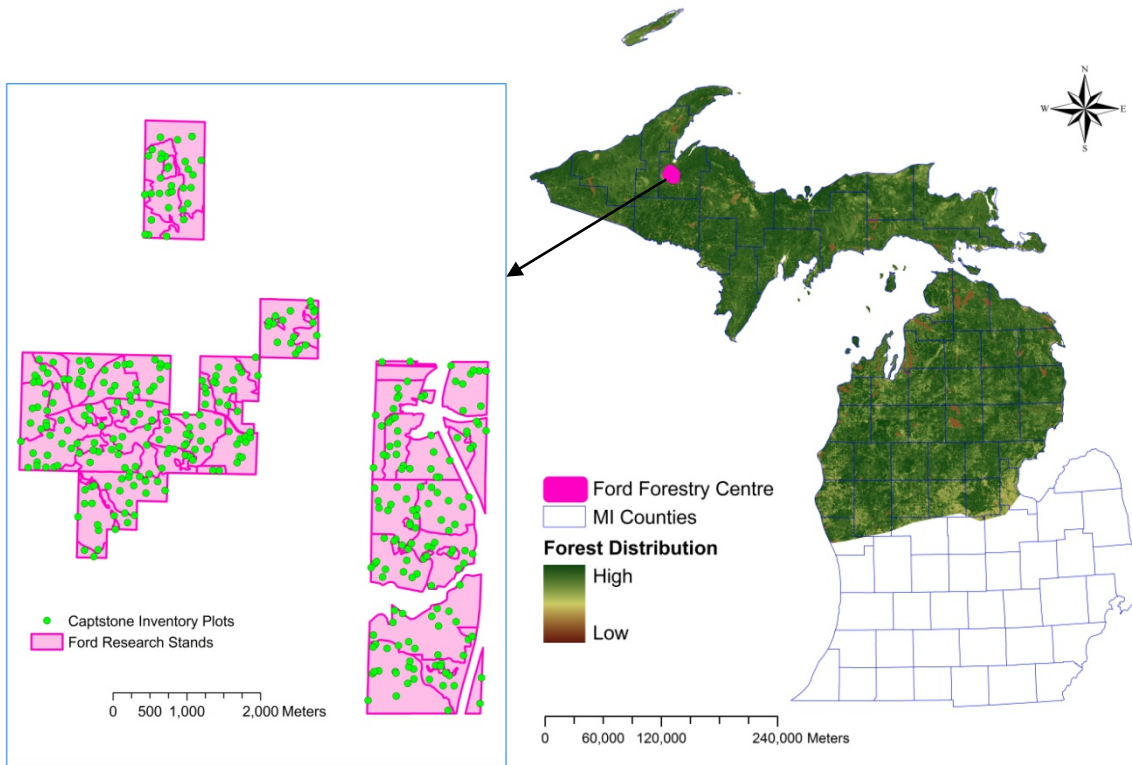 N
W
E
S
Ford Forestry Centre
MI Counties
Forest Distribution
High
Low
0 60,000 120,000 240,000 Meters
Captstone Inventory Plots
Ford Research Stands
0 500 1,000 2,000 Meters